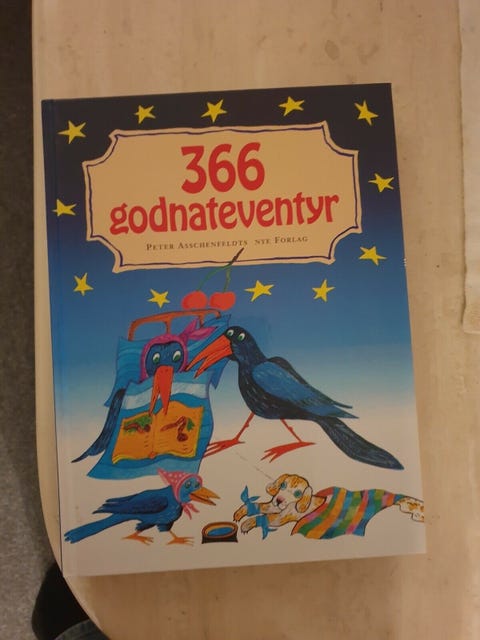 366
godnateventyr
Peter Asschenfeldts nye Forlag